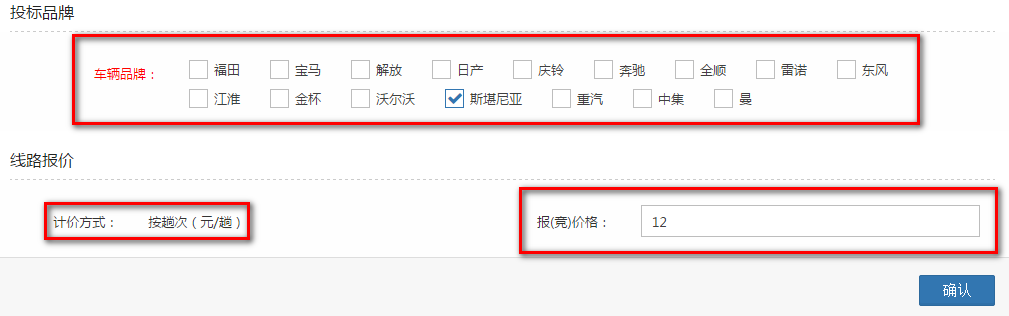 投标品牌
车辆品牌： 福田 宝马 解放 日产 庆铃 奔驰 全顺 雷诺 东风
江淮 金杯 沃尔沃 斯堪尼亚 重汽 中集 曼
线路报价
计价方式： 按趟次（元/趟） 报(竞)价格： 12
确认